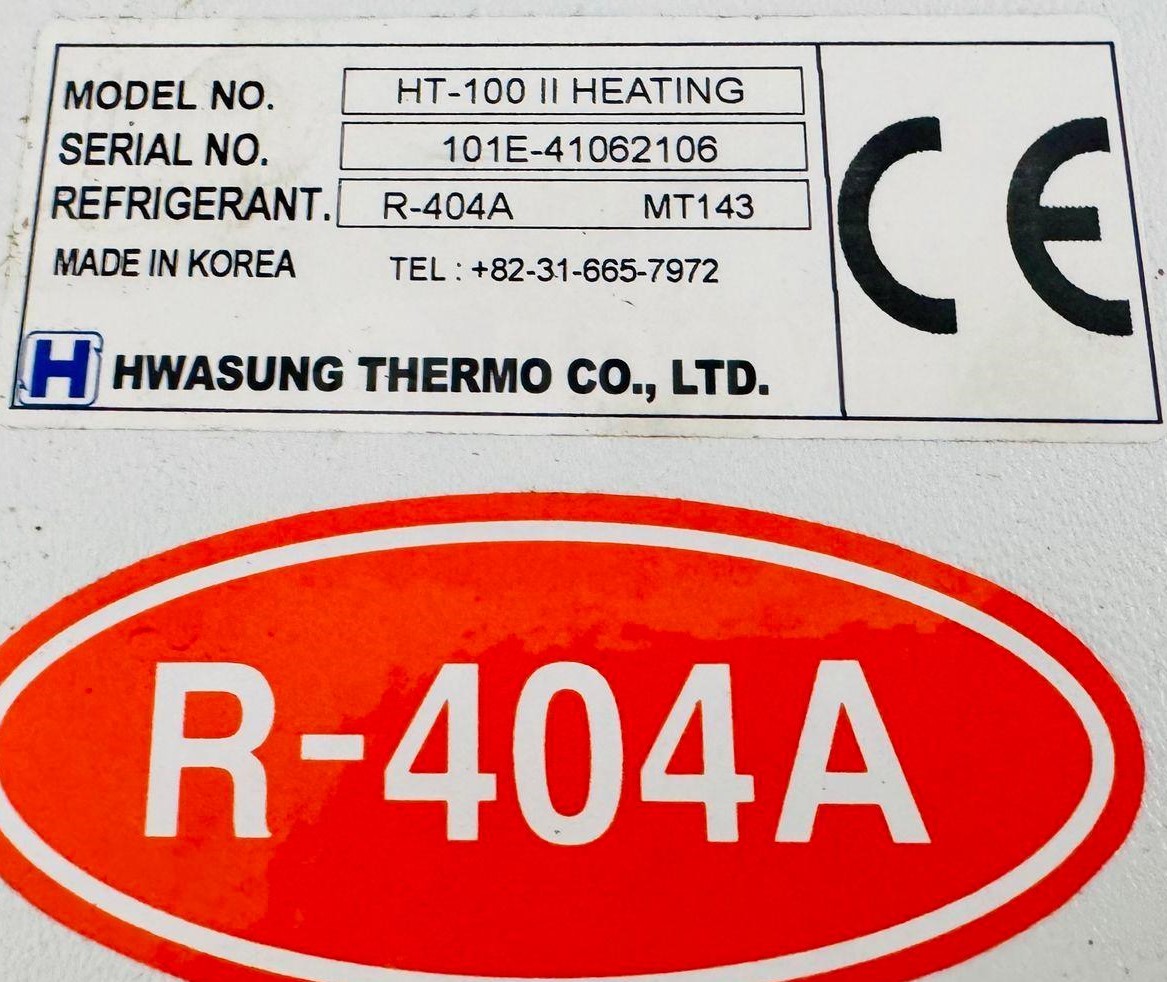 MODEL NO. HT-100 II HEATING
SERIAL NO. 101E-41062106
REFRIGERANT. R-404A MT143
MADE IN KOREA TEL : +82-31-665-7972
H HWASUNG THERMO CO., LTD.
CE
R-404A